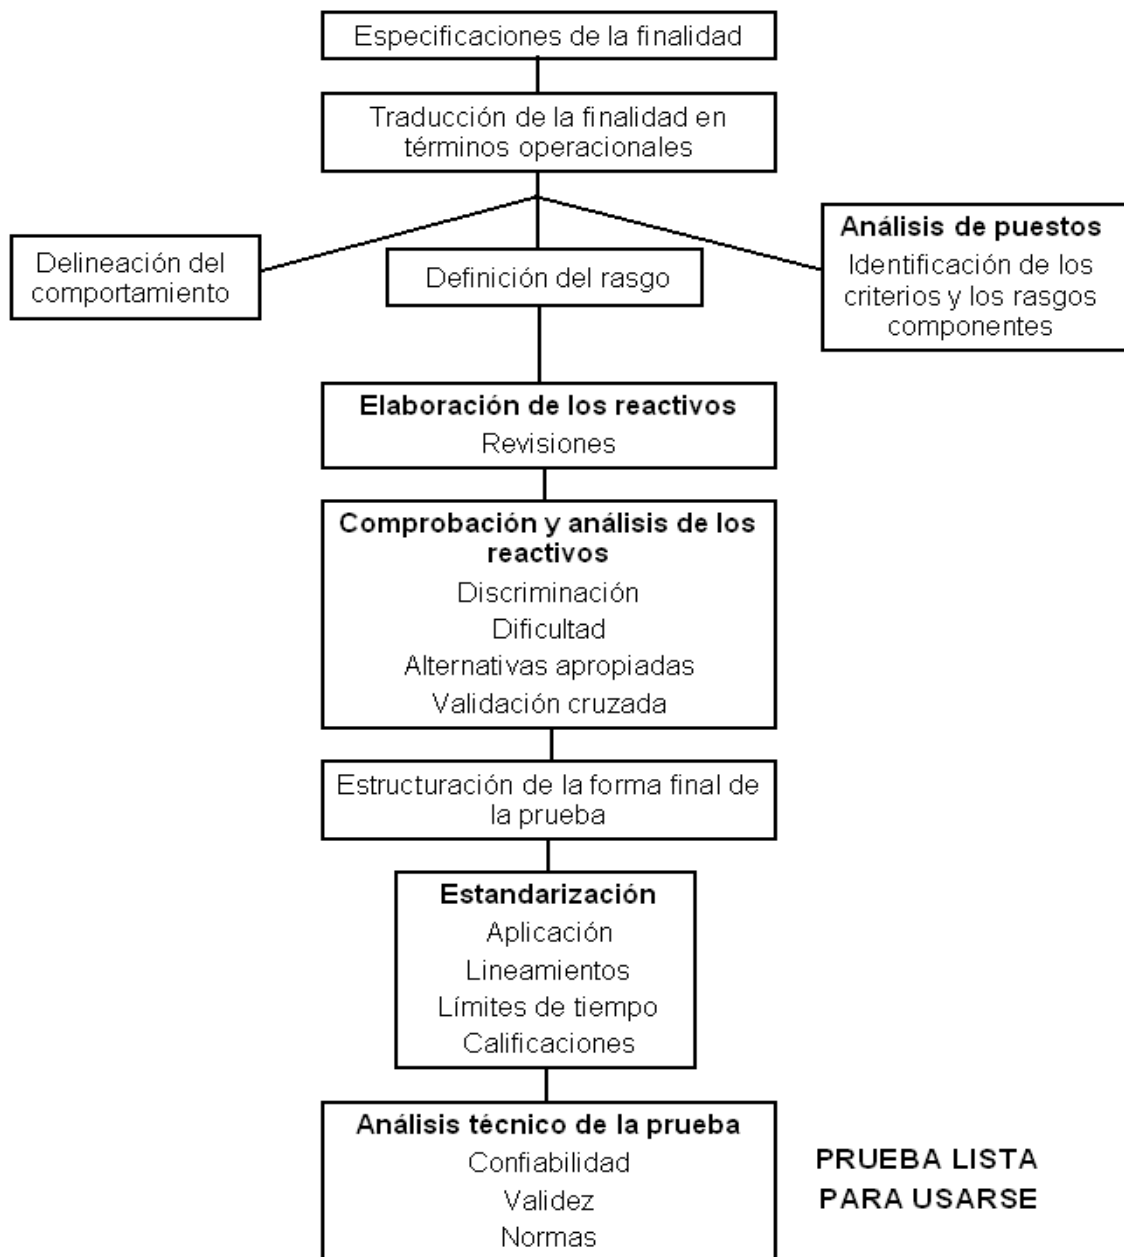 Especificaciones de la finalidad
Traducción de la finalidad en
términos operacionales
Delineación del
comportamiento
Definición del rasgo
Análisis de puestos
Identificación de los
criterios y los rasgos
componentes
Elaboración de los reactivos
Revisiones
Comprobación y análisis de los
reactivos
Discriminación
Dificultad
Alternativas apropiadas
Validación cruzada
Estructuración de la forma final de
la prueba
Estandarización
Aplicación
Lineamientos
Límites de tiempo
Calificaciones
Análisis técnico de la prueba
Confiabilidad
Validez
Normas
PRUEBA LISTA
PARA USARSE